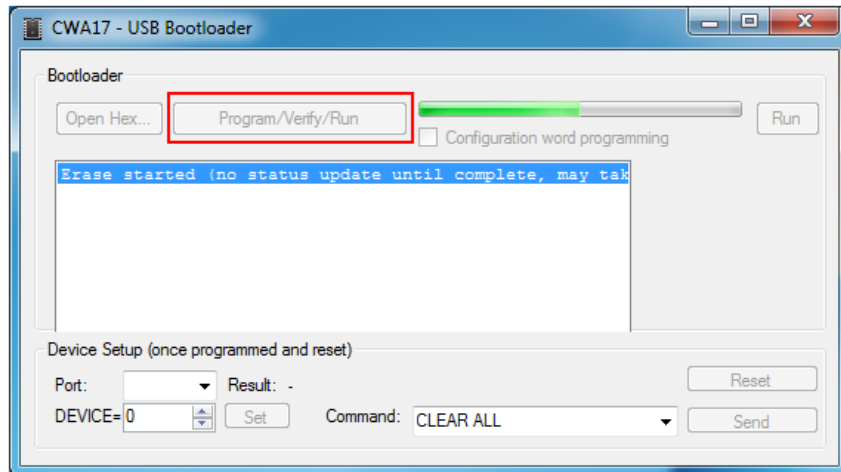 CWA17 - USB Bootloader
Bootloader
Open Hex... Program/Verify/Run Run
Configuration word programming
Erase started (no status update until complete, may tak
Device Setup (once programmed and reset)
Port: Result: - Reset
DEVICE= 0 Set Command: CLEAR ALL Send